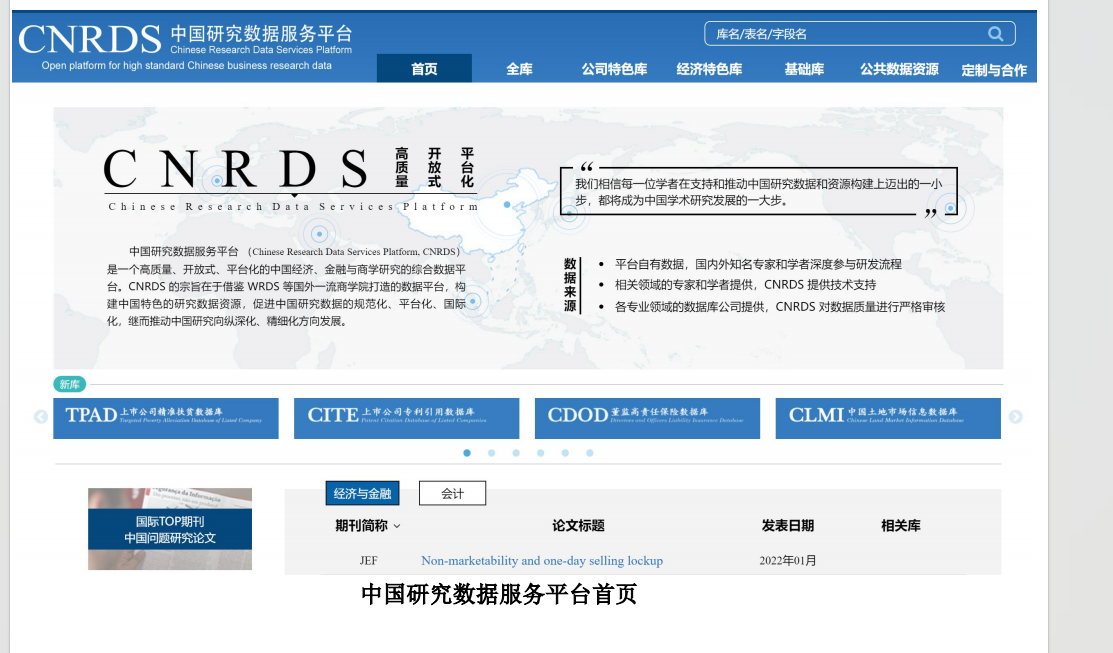 CNRDS 中国研究数据服务平台
Chinese Research Data Services Platform
Open platform for high standard Chinese business research data
库名/表名/字段名
首页 全库 公司特色库 经济特色库 基础库 公共数据资源 定制与合作
CNRDS 高质量 开放式 平台化
Chinese Research Data Services Platform
中国研究数据服务平台 （Chinese Research Data Services Platform, CNRDS）
是一个高质量、开放式、平台化的中国经济、金融与商学研究的综合数据平
台。CNRDS 的宗旨在于借鉴 WRDS 等国外一流商学院打造的数据平台，构
建中国特色的研究数据资源，促进中国研究数据的规范化、平台化、国际
化，继而推动中国研究向纵深化、精细化方向发展。
“
我们相信每一位学者在支持和推动中国研究数据和资源构建上迈出的一小
步，都将成为中国学术研究发展的一大步。
”
数据来源
• 平台自有数据，国内外知名专家和学者深度参与研发流程
• 相关领域的专家和学者提供，CNRDS 提供技术支持
• 各专业领域的数据库公司提供，CNRDS 对数据质量进行严格审核
新库
TPAD 上市公司精准扶贫数据库
Targeted Poverty Alleviation Database of Listed Company
CITE 上市公司专利引用数据库
Patent Citation Database of Listed Companies
CDOD 董监高责任保险数据库
Directors and Officers Liability Insurance Database
CLMI 中国土地市场信息数据库
Chinese Land Market Information Database
国际TOP期刊
中国问题研究论文
经济与金融 会计
期刊简称 论文标题 发表日期 相关库
JEF Non-marketability and one-day selling lockup 2022年01月
中国研究数据服务平台首页